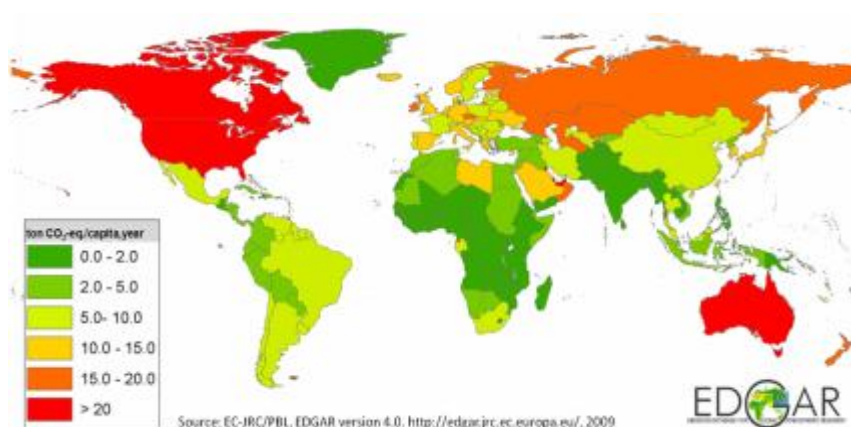 ton CO₂-eq./capita,year
0.0 - 2.0
2.0 - 5.0
5.0- 10.0
10.0 - 15.0
15.0 - 20.0
> 20
Source: EC-JRC/PBL, EDGAR version 4.0, http://edgar.jrc.ec.europa.eu/, 2009
EDGAR